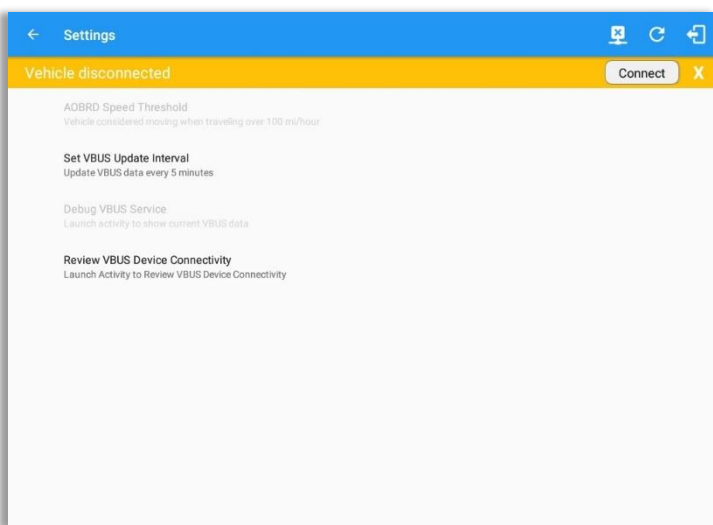 Settings
Vehicle disconnected
Connect
X
AOBRD Speed Threshold
Vehicle considered moving when traveling over 100 mi/hour
Set VBUS Update Interval
Update VBUS data every 5 minutes
Debug VBUS Service
Launch activity to show current VBUS data
Review VBUS Device Connectivity
Launch Activity to Review VBUS Device Connectivity